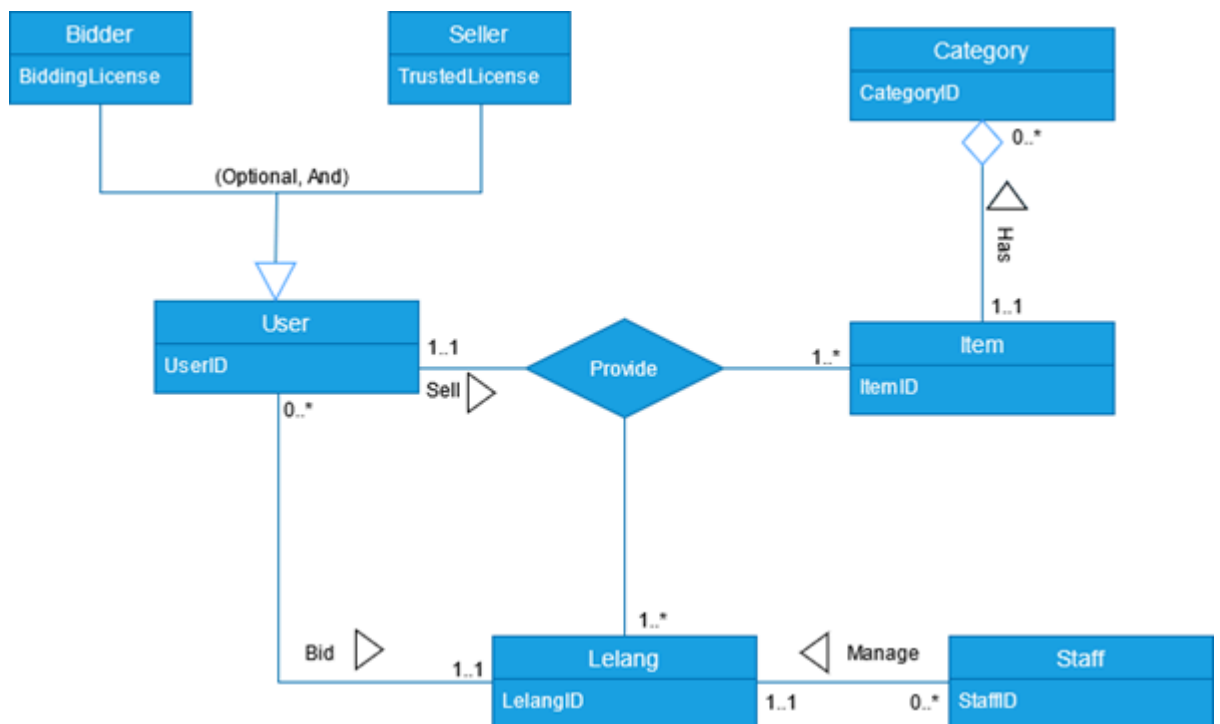 Bidder
BiddingLicense
Seller
TrustedLicense
Category
CategoryID
0..*
(Optional, And)
Has
1..1
User
UserID
1..1
Sell
Provide
1..*
Item
ItemID
0..*
1..*
Bid
1..1
Lelang
LelangID
Manage
1..1
0..*
Staff
StaffID